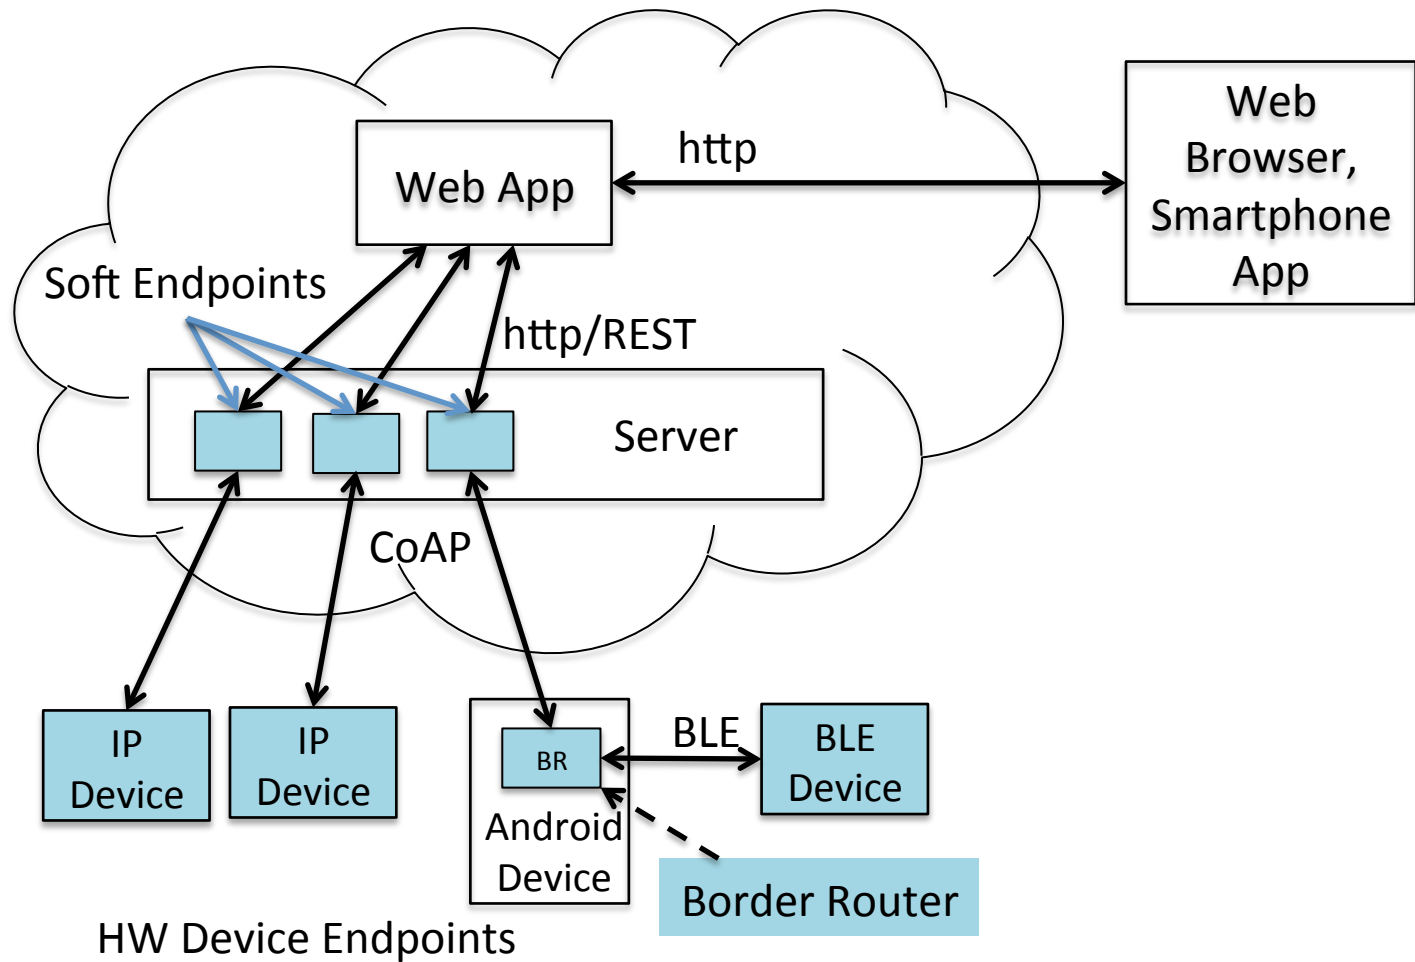 Web
Browser,
Smartphone
App
http
Web App
Soft Endpoints
http/REST
Server
CoAP
IP
Device
IP
Device
BR
Android
Device
BLE
BLE
Device
Border Router
HW Device Endpoints